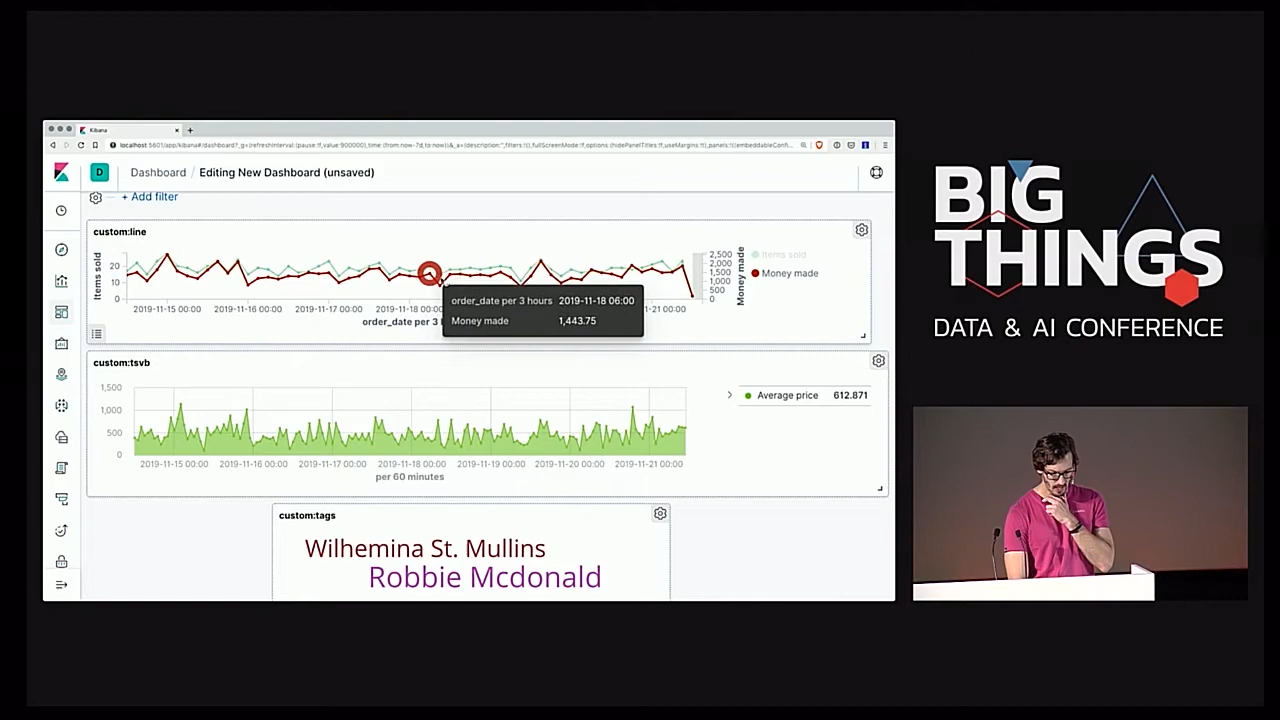 Kibana
Dashboard / Editing New Dashboard (unsaved)
+ Add filter
custom:line
Items sold
20
10
0
2,500
2,000
1,500
1,000
500
0
Money made
Items sold
Money made
2019-11-15 00:00
2019-11-16 00:00
2019-11-17 00:00
2019-11-18 00:00
-21 00:00
order_date per 3
order_date per 3 hours 2019-11-18 06:00
Money made 1,443.75
custom:tsvb
1,500
1,000
500
0
2019-11-15 00:00
2019-11-16 00:00
2019-11-17 00:00
2019-11-18 00:00
2019-11-19 00:00
2019-11-20 00:00
2019-11-21 00:00
per 60 minutes
Average price 612.871
custom:tags
Wilhemina St. Mullins
Robbie Mcdonald
BIG
THINGS
DATA & AI CONFERENCE